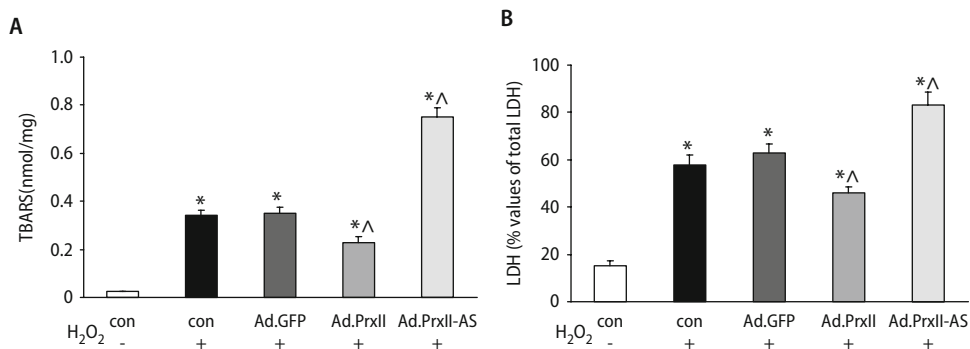 A
TBARS(nmol/mg)
1.0
0.8
0.6
0.4
0.2
0
*
*
*^
*^
con con Ad.GFP Ad.PrxII Ad.PrxII-AS
H₂O₂ - + + + +
B
LDH (% values of total LDH)
100
80
60
40
20
0
*
*
*^
*^
con con Ad.GFP Ad.PrxII Ad.PrxII-AS
H₂O₂ - + + + +